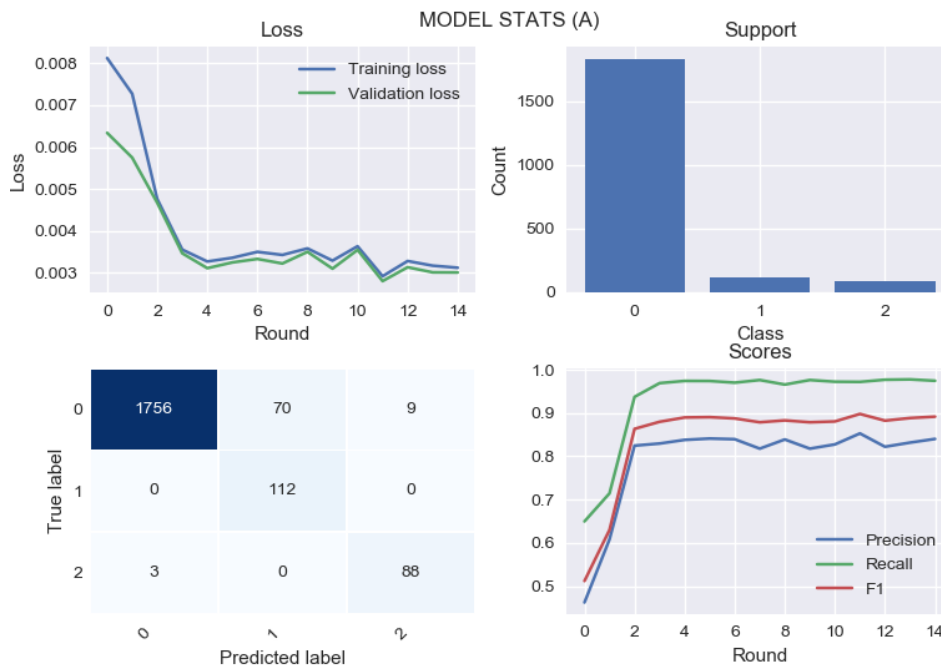 MODEL STATS (A)
Loss
0.008
0.007
0.006
0.005
0.004
0.003
Loss
Training loss
Validation loss
0 2 4 6 8 10 12 14
Round
Support
1500
1000
500
0
Count
0 1 2
Class
True label
0 1756 70 9
1 0 112 0
2 3 0 88
0 1 2
Predicted label
Scores
1.0
0.9
0.8
0.7
0.6
0.5
Precision
Recall
F1
0 2 4 6 8 10 12 14
Round